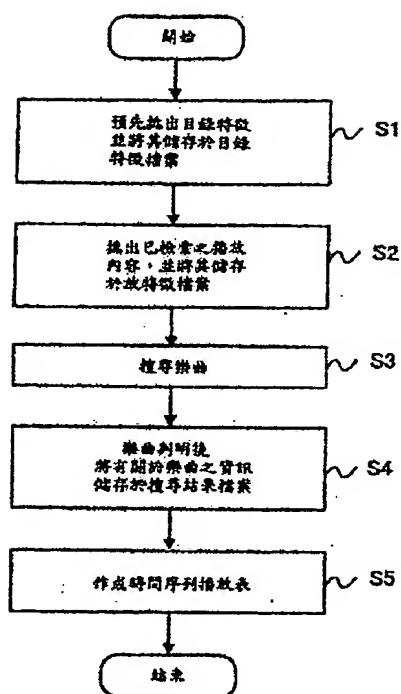 開始
預先抽出目錄特徵
並將其儲存於目錄
特徵檔案
S1
抽出已檢索之播放
內容，並將其儲存
於放特徵檔案
S2
搜尋樂曲
S3
樂曲判明後
將有關於樂曲之資訊
儲存於搜尋結果檔案
S4
作成時間序列播放表
S5
結束